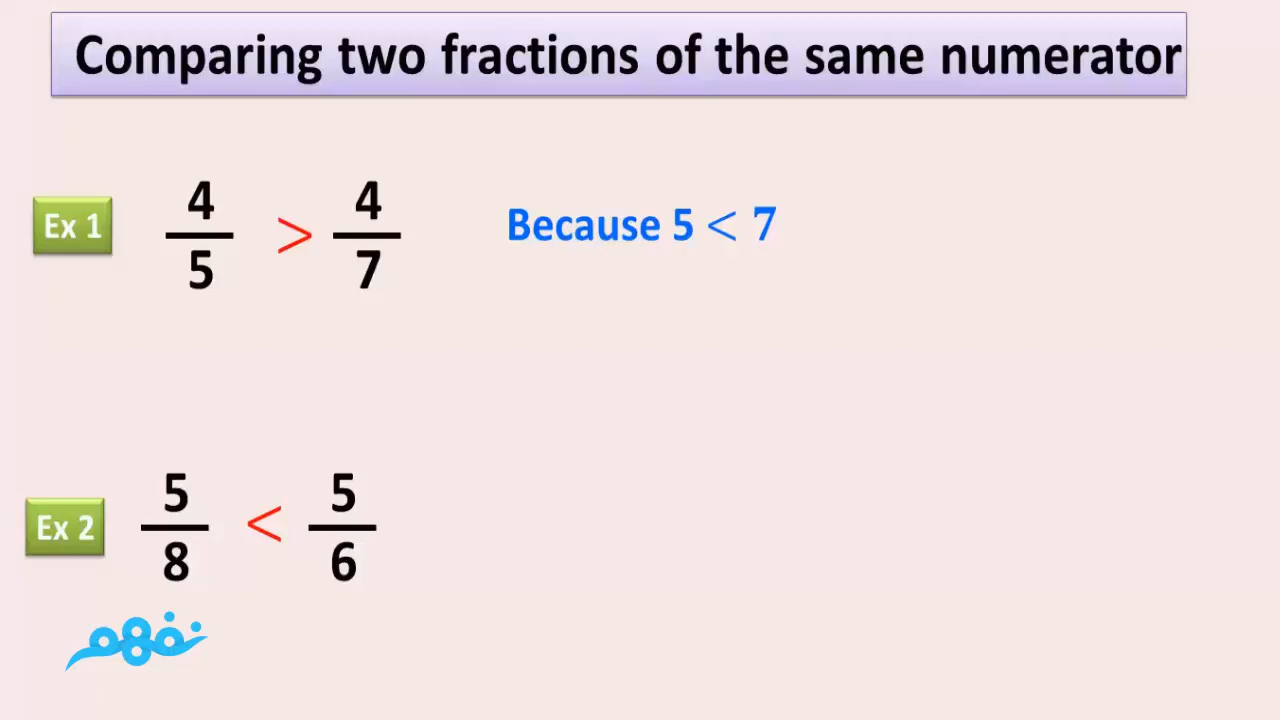 Comparing two fractions of the same numerator
Ex 1
4/5 > 4/7
Because 5 < 7
Ex 2
5/8 < 5/6
نفهم